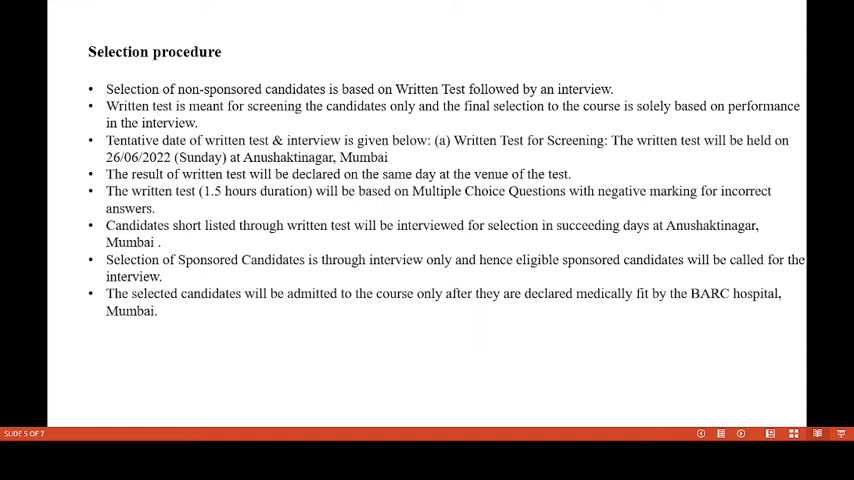 Selection procedure
• Selection of non-sponsored candidates is based on Written Test followed by an interview.
• Written test is meant for screening the candidates only and the final selection to the course is solely based on performance
in the interview.
• Tentative date of written test & interview is given below: (a) Written Test for Screening: The written test will be held on
26/06/2022 (Sunday) at Anushaktinagar, Mumbai
• The result of written test will be declared on the same day at the venue of the test.
• The written test (1.5 hours duration) will be based on Multiple Choice Questions with negative marking for incorrect
answers.
• Candidates short listed through written test will be interviewed for selection in succeeding days at Anushaktinagar,
Mumbai .
• Selection of Sponsored Candidates is through interview only and hence eligible sponsored candidates will be called for the
interview.
• The selected candidates will be admitted to the course only after they are declared medically fit by the BARC hospital,
Mumbai.
SLIDE 5 OF 7